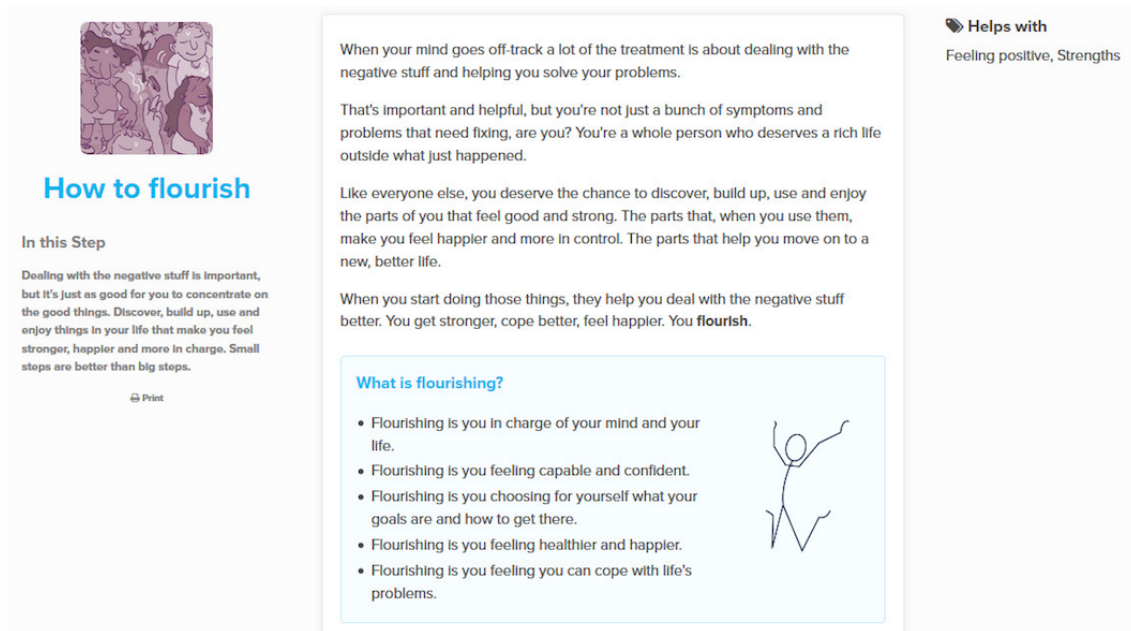 How to flourish
In this Step
Dealing with the negative stuff is important,
but it's just as good for you to concentrate on
the good things. Discover, build up, use and
enjoy things in your life that make you feel
stronger, happier and more in charge. Small
steps are better than big steps.
Print
When your mind goes off-track a lot of the treatment is about dealing with the
negative stuff and helping you solve your problems.
That's important and helpful, but you're not just a bunch of symptoms and
problems that need fixing, are you? You're a whole person who deserves a rich life
outside what just happened.
Like everyone else, you deserve the chance to discover, build up, use and enjoy
the parts of you that feel good and strong. The parts that, when you use them,
make you feel happier and more in control. The parts that help you move on to a
new, better life.
When you start doing those things, they help you deal with the negative stuff
better. You get stronger, cope better, feel happier. You flourish.
What is flourishing?
• Flourishing is you in charge of your mind and your
life.
• Flourishing is you feeling capable and confident.
• Flourishing is you choosing for yourself what your
goals are and how to get there.
• Flourishing is you feeling healthier and happier.
• Flourishing is you feeling you can cope with life's
problems.
Helps with
Feeling positive, Strengths